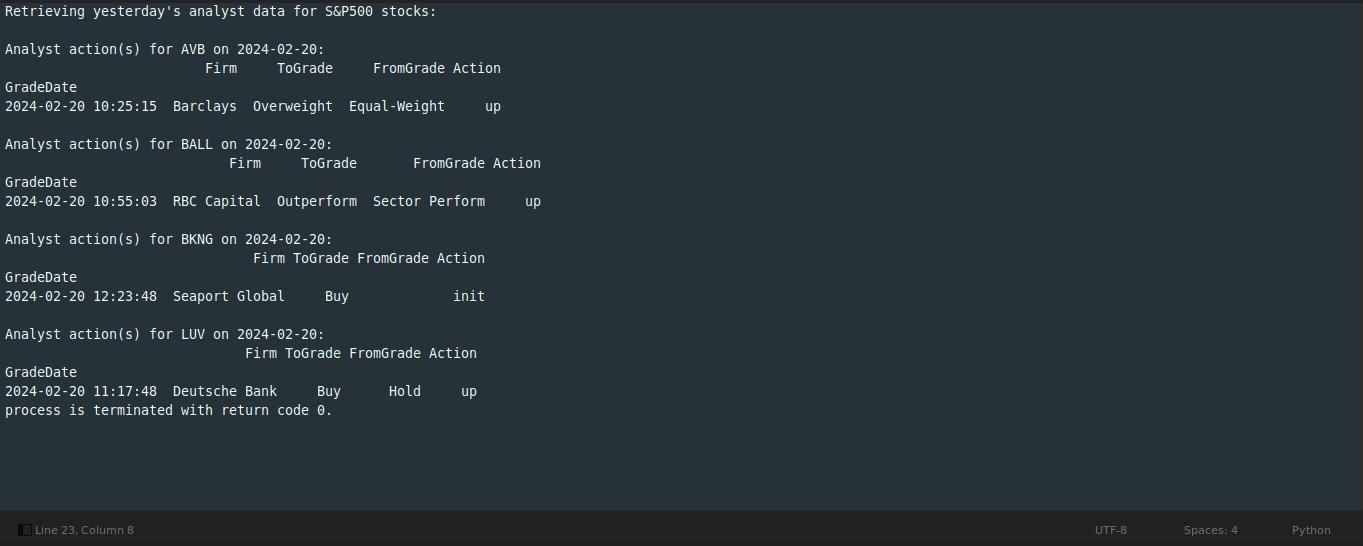 Retrieving yesterday's analyst data for S&P500 stocks:
Analyst action(s) for AVB on 2024-02-20:
Firm ToGrade FromGrade Action
GradeDate
2024-02-20 10:25:15 Barclays Overweight Equal-Weight up
Analyst action(s) for BALL on 2024-02-20:
Firm ToGrade FromGrade Action
GradeDate
2024-02-20 10:55:03 RBC Capital Outperform Sector Perform up
Analyst action(s) for BKNG on 2024-02-20:
Firm ToGrade FromGrade Action
GradeDate
2024-02-20 12:23:48 Seaport Global Buy init
Analyst action(s) for LUV on 2024-02-20:
Firm ToGrade FromGrade Action
GradeDate
2024-02-20 11:17:48 Deutsche Bank Buy Hold up
process is terminated with return code 0.
Line 23, Column 8 UTF-8 Spaces: 4 Python